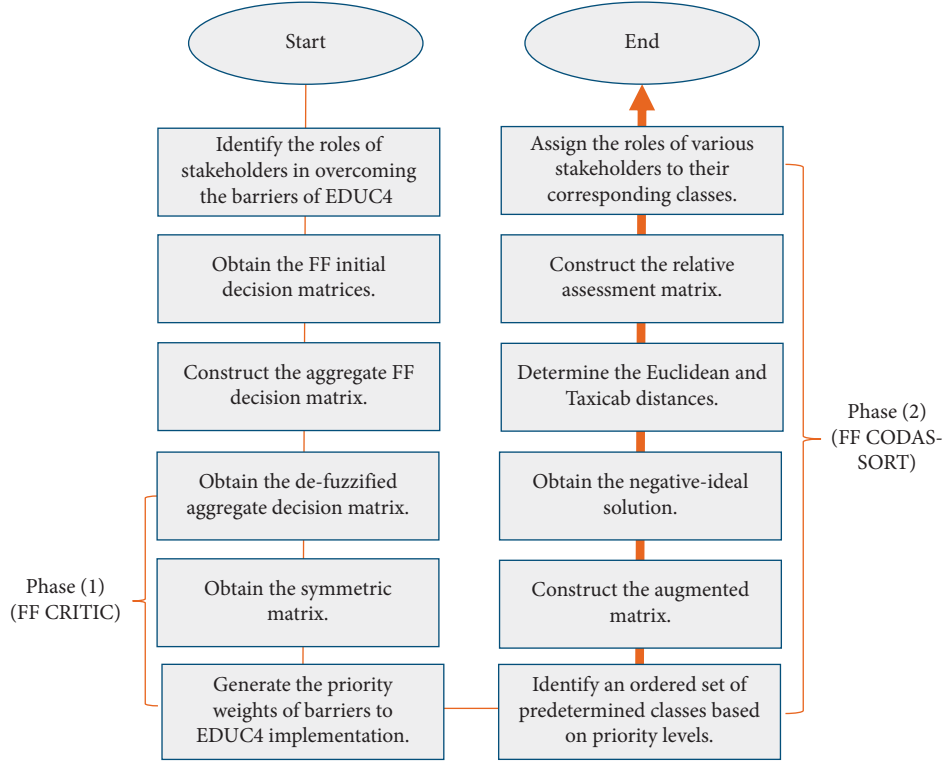 Start
Identify the roles of
stakeholders in overcoming
the barriers of EDUC4
Obtain the FF initial
decision matrices.
Construct the aggregate FF
decision matrix.
Obtain the de-fuzzified
aggregate decision matrix.
Obtain the symmetric
matrix.
Generate the priority
weights of barriers to
EDUC4 implementation.
Phase (1)
(FF CRITIC)
End
Assign the roles of various
stakeholders to their
corresponding classes.
Construct the relative
assessment matrix.
Determine the Euclidean and
Taxicab distances.
Obtain the negative-ideal
solution.
Construct the augmented
matrix.
Identify an ordered set of
predetermined classes based
on priority levels.
Phase (2)
(FF CODAS-
SORT)